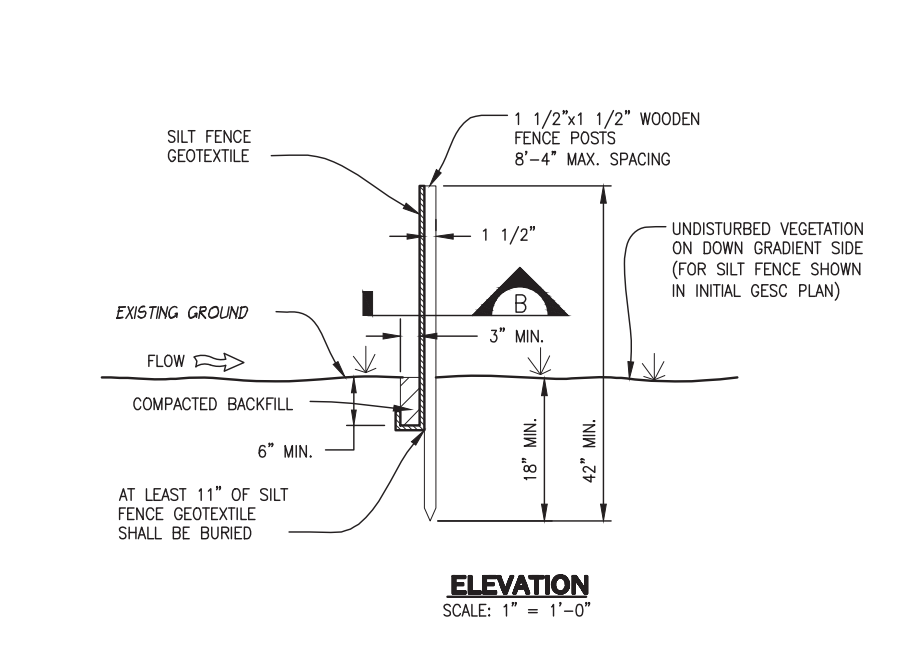 1 1/2"x1 1/2" WOODEN
FENCE POSTS
8'-4" MAX. SPACING
SILT FENCE
GEOTEXTILE
1 1/2"
UNDISTURBED VEGETATION
ON DOWN GRADIENT SIDE
(FOR SILT FENCE SHOWN
IN INITIAL GESC PLAN)
B
EXISTING GROUND
3" MIN.
FLOW
COMPACTED BACKFILL
6" MIN.
18" MIN.
42" MIN.
AT LEAST 11" OF SILT
FENCE GEOTEXTILE
SHALL BE BURIED
ELEVATION
SCALE: 1" = 1'-0"